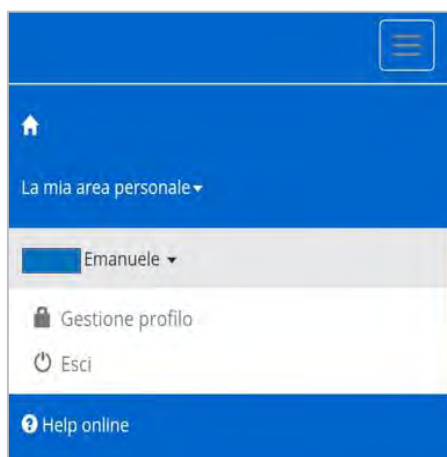 La mia area personale
Emanuele
Gestione profilo
Esci
Help online